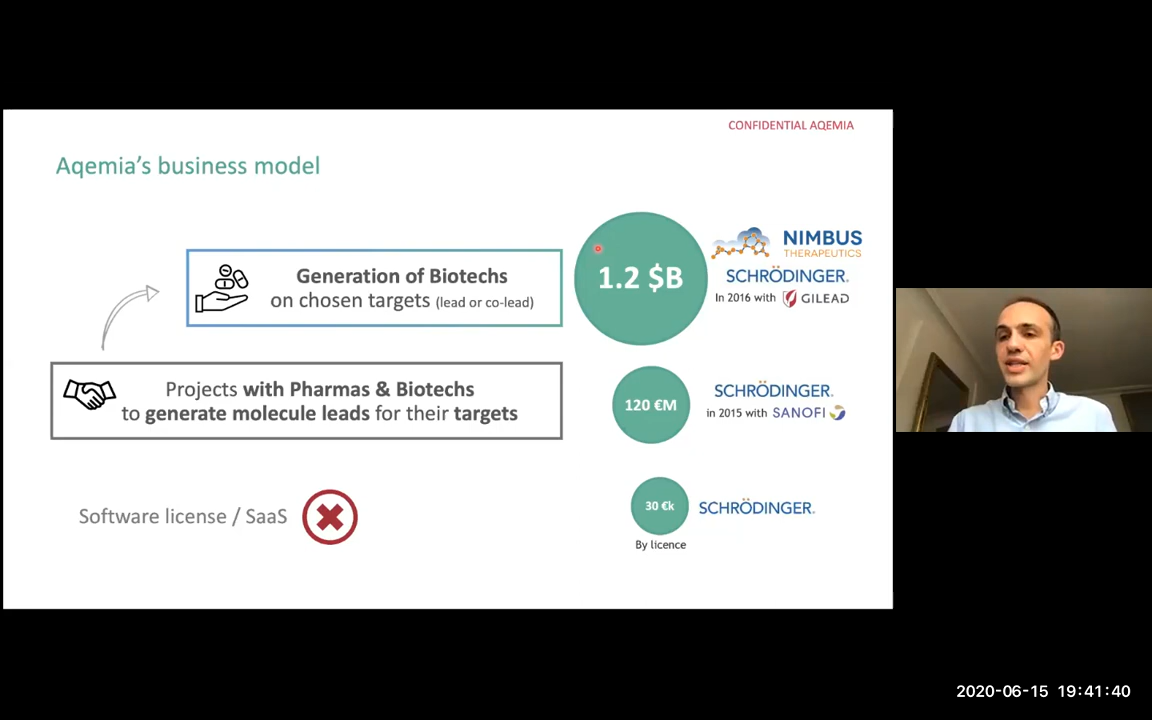 CONFIDENTIAL AQEMIA
Aqemia's business model
Generation of Biotechs
on chosen targets (lead or co-lead)
1.2 $B
NIMBUS
THERAPEUTICS
SCHRÖDINGER.
In 2016 with GILEAD
Projects with Pharmas & Biotechs
to generate molecule leads for their targets
120 €M
SCHRÖDINGER.
in 2015 with SANOFI
Software license / SaaS
30 €k
SCHRÖDINGER.
By licence
2020-06-15 19:41:40